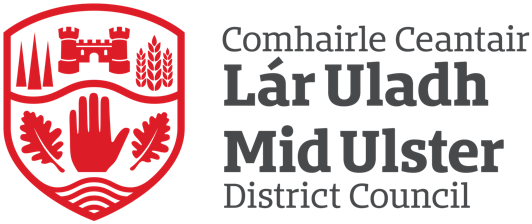 Comhairle Ceantair
Lár Uladh
Mid Ulster
District Council